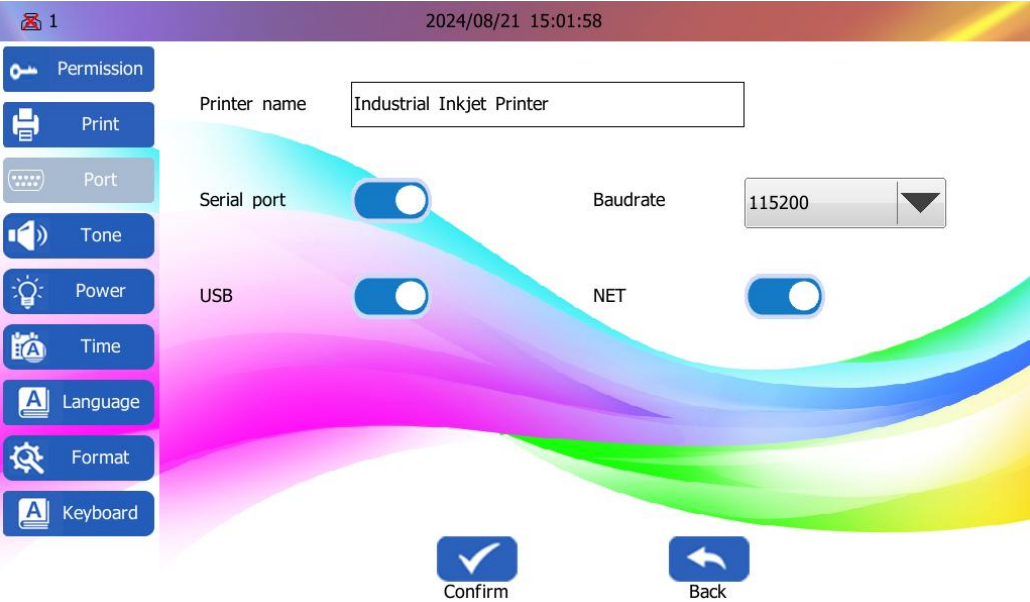 1 2024/08/21 15:01:58
Permission
Print
Port
Tone
Power
Time
Language
Format
Keyboard
Printer name Industrial Inkjet Printer
Serial port Baudrate 115200
USB NET
Confirm Back